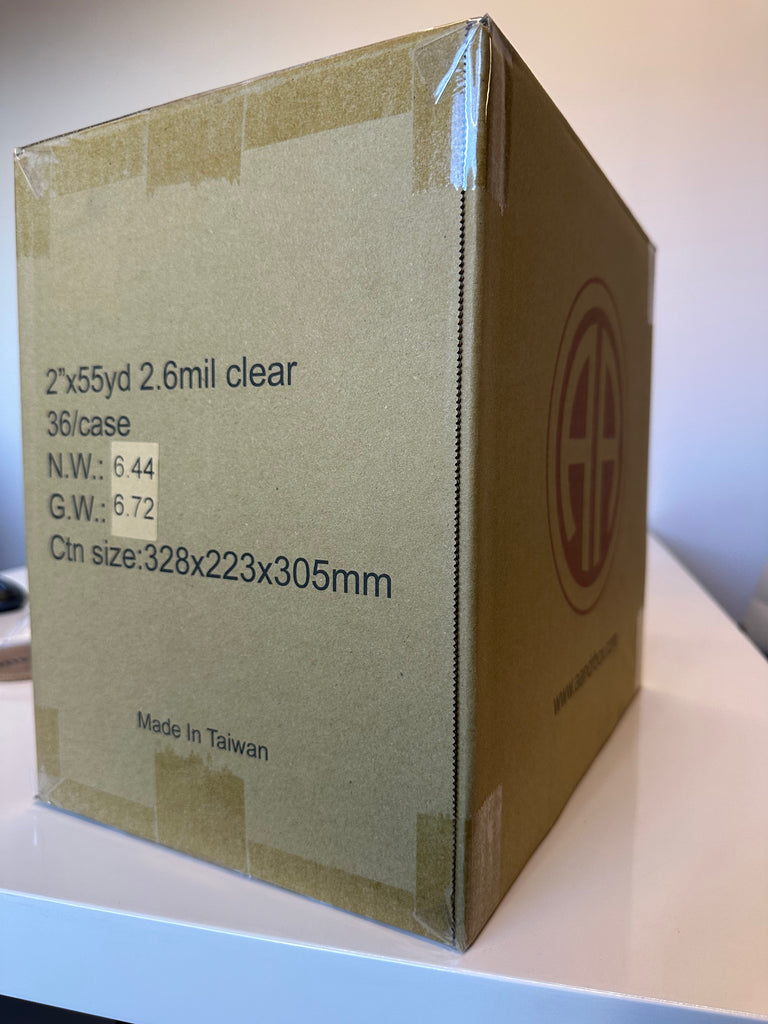 2"x55yd 2.6mil clear
36/case
N.W.: 6.44
G.W.: 6.72
Ctn size:328x223x305mm
Made In Taiwan